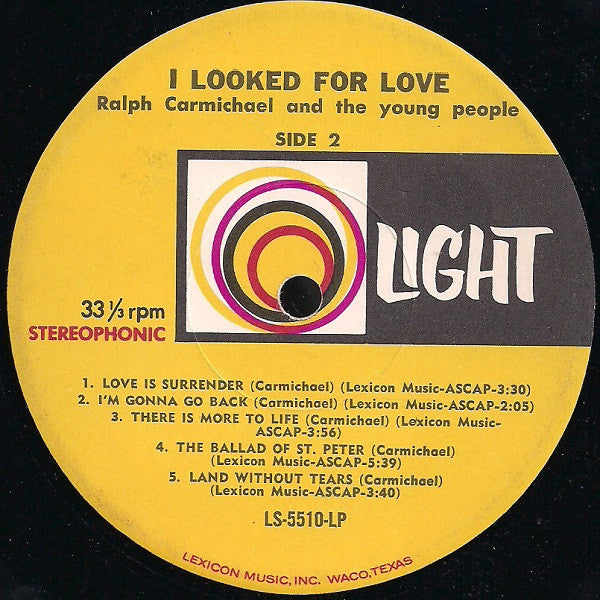 I LOOKED FOR LOVE
Ralph Carmichael and the young people
SIDE 2
LIGHT
33 ⅓ rpm
STEREOPHONIC
1. LOVE IS SURRENDER (Carmichael) (Lexicon Music-ASCAP-3:30)
2. I'M GONNA GO BACK (Carmichael) (Lexicon Music-ASCAP-2:05)
3. THERE IS MORE TO LIFE (Carmichael) (Lexicon Music-
ASCAP-3:56)
4. THE BALLAD OF ST. PETER (Carmichael)
(Lexicon Music-ASCAP-5:39)
5. LAND WITHOUT TEARS (Carmichael)
(Lexicon Music-ASCAP-3:40)
LS-5510-LP
LEXICON MUSIC, INC. WACO, TEXAS